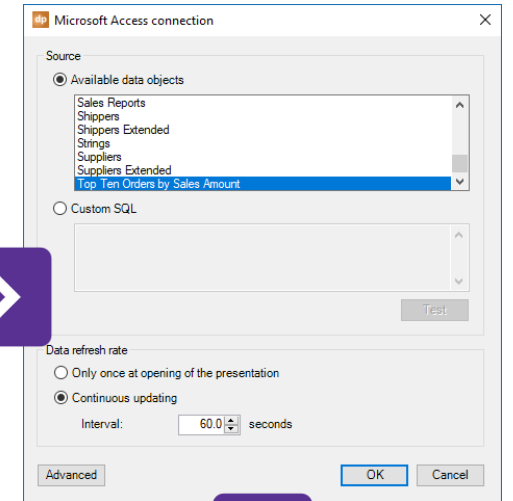 dp Microsoft Access connection
Source
Available data objects
Sales Reports
Shippers
Shippers Extended
Strings
Suppliers
Suppliers Extended
Top Ten Orders by Sales Amount
Custom SQL
Test
Data refresh rate
Only once at opening of the presentation
Continuous updating
Interval: 60.0 seconds
Advanced OK Cancel